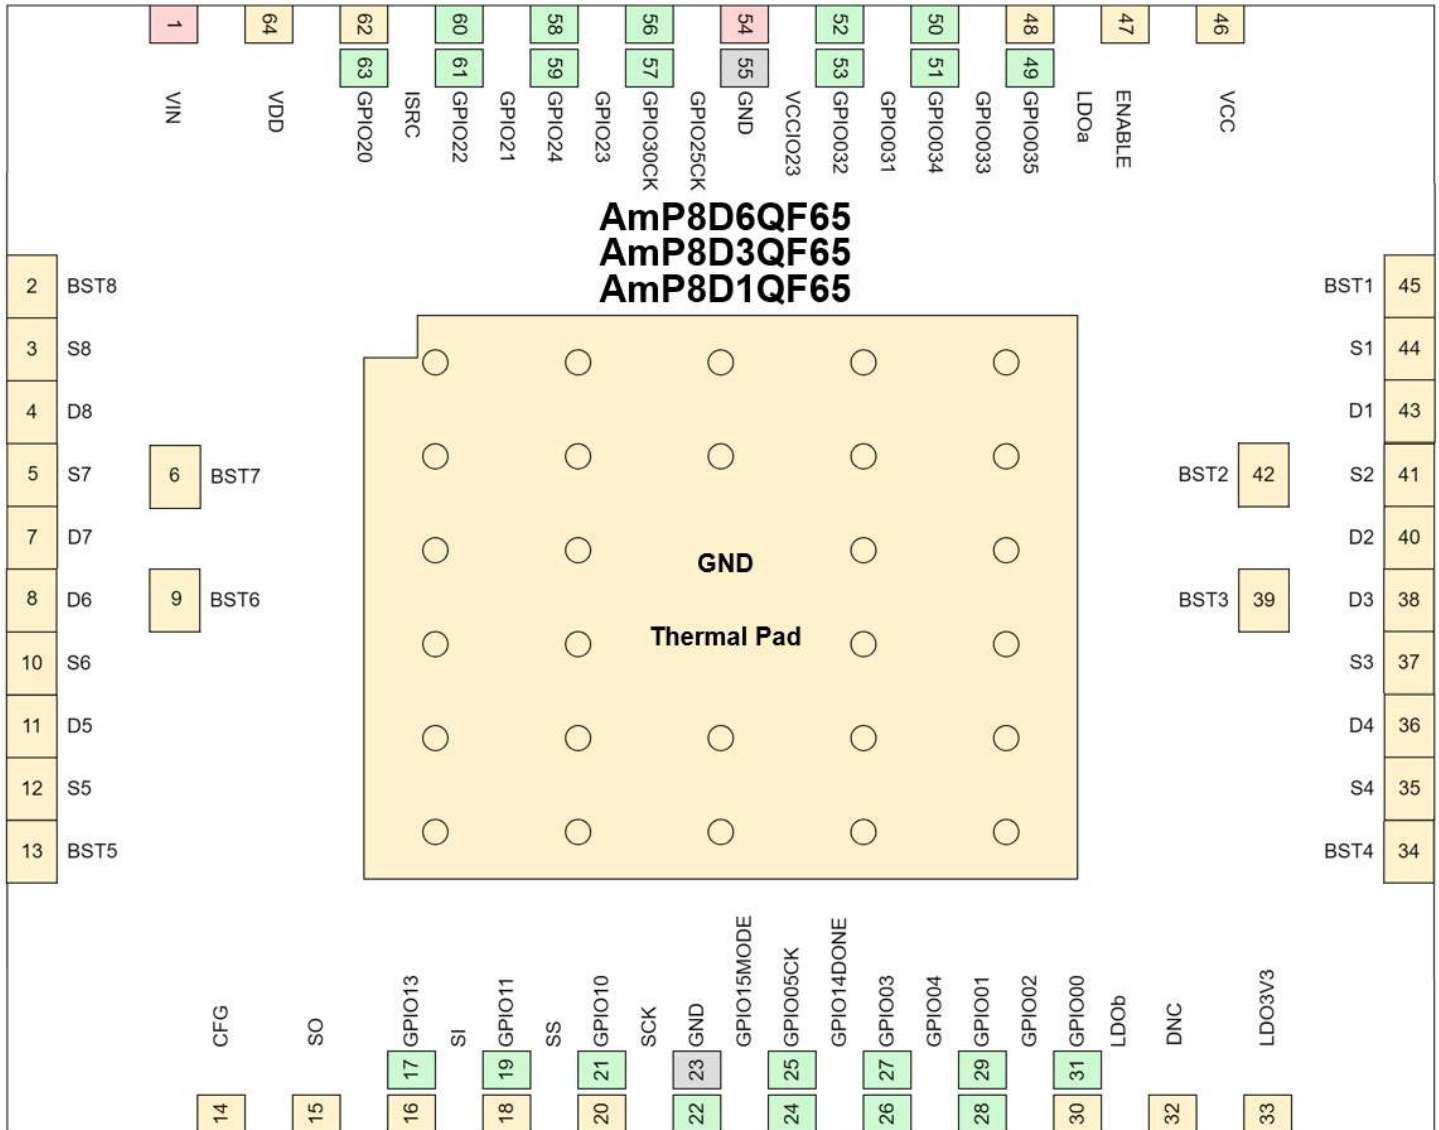 1 64 62 60 58 56 54 52 50 48 47 46
63 61 59 57 55 53 51 49
VIN VDD GPIO20 ISRC GPIO22 GPIO21 GPIO24 GPIO23 GPIO30CK GPIO25CK GND VCCIO23 GPIO032 GPIO031 GPIO034 GPIO033 GPIO035 LDOa ENABLE VCC
AmP8D6QF65
AmP8D3QF65
AmP8D1QF65
2 BST8 BST1 45
3 S8 S1 44
4 D8 D1 43
5 S7 6 BST7 BST2 42 S2 41
7 D7 D2 40
GND
8 D6 9 BST6 BST3 39 D3 38
Thermal Pad
10 S6 S3 37
11 D5 D4 36
12 S5 S4 35
13 BST5 BST4 34
CFG SO GPIO13 SI GPIO11 SS GPIO10 SCK GND GPIO15MODE GPIO05CK GPIO14DONE GPIO03 GPIO04 GPIO01 GPIO02 GPIO00 LDOb DNC LDO3V3
17 19 21 23 25 27 29 31
14 15 16 18 20 22 24 26 28 30 32 33